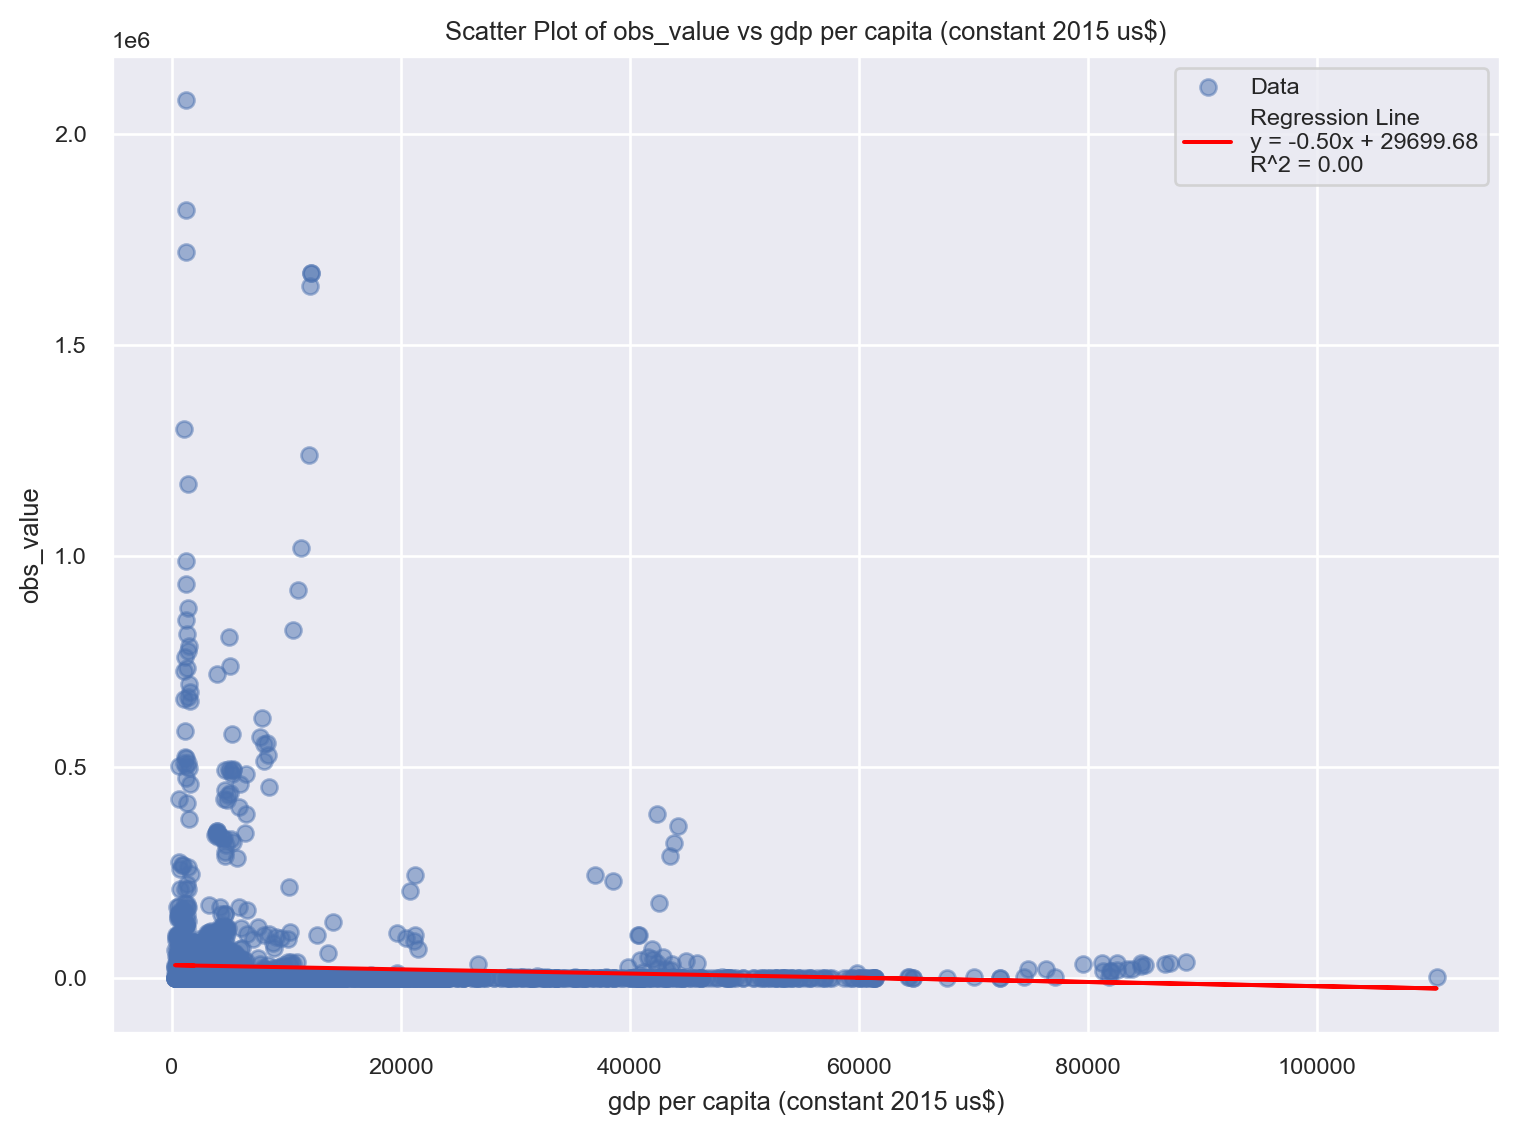 Scatter Plot of obs_value vs gdp per capita (constant 2015 us$)
1e6
Data
Regression Line
y = -0.50x + 29699.68
R^2 = 0.00
2.0
1.5
1.0
0.5
0.0
obs_value
0
20000
40000
60000
80000
100000
gdp per capita (constant 2015 us$)